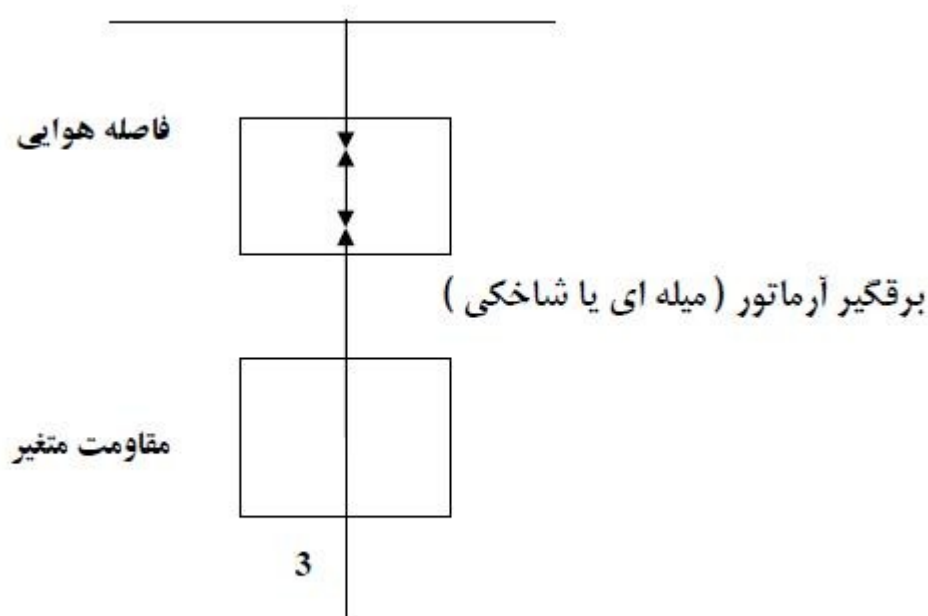 فاصله هوایی
برقگیر آرماتور ( میله ای یا شاخکی )
مقاومت متغیر
3